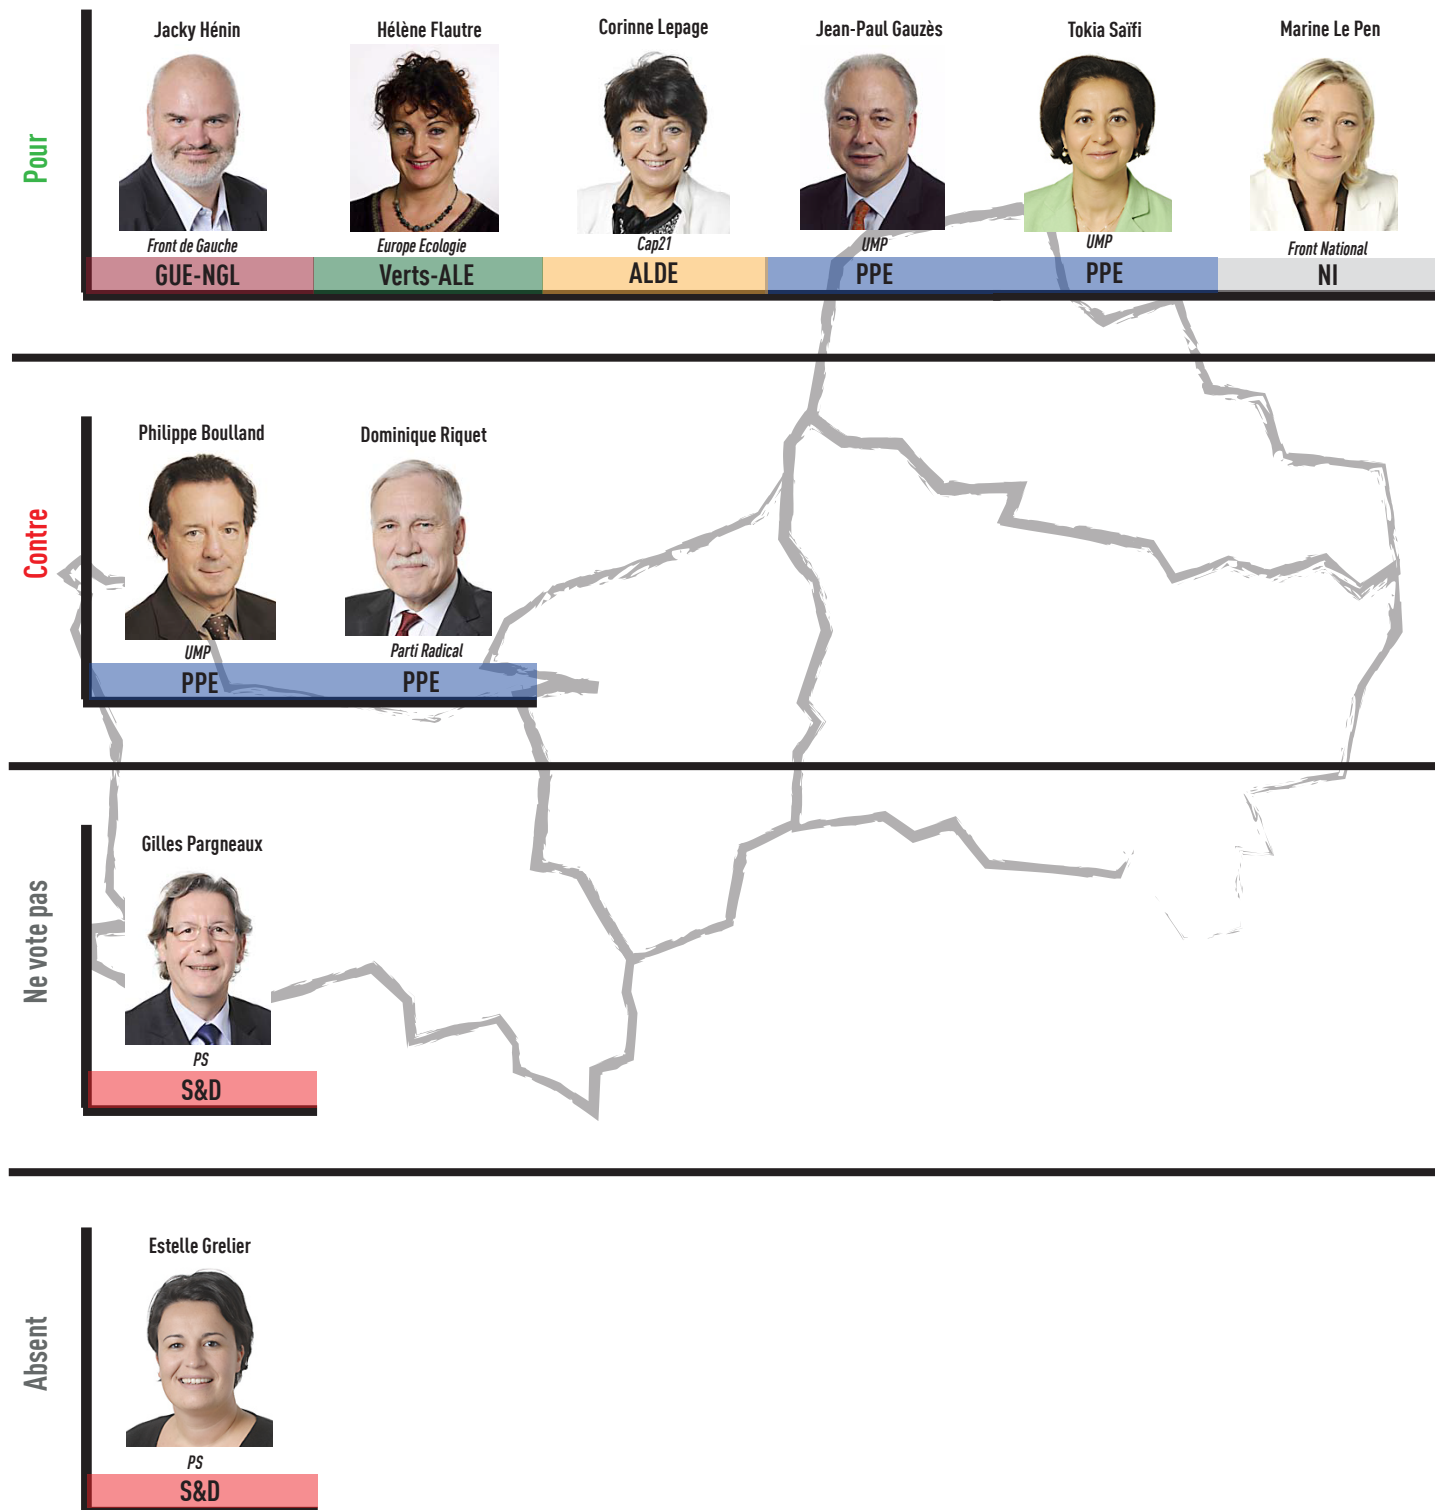 Pour
Jacky Hénin
Hélène Flautre
Corinne Lepage
Jean-Paul Gauzès
Tokia Saïfi
Marine Le Pen
Front de Gauche
Europe Ecologie
Cap21
UMP
UMP
Front National
GUE-NGL
Verts-ALE
ALDE
PPE
PPE
NI
Contre
Philippe Boulland
Dominique Riquet
UMP
Parti Radical
PPE
PPE
Ne vote pas
Gilles Pargneaux
PS
S&D
Absent
Estelle Grelier
PS
S&D